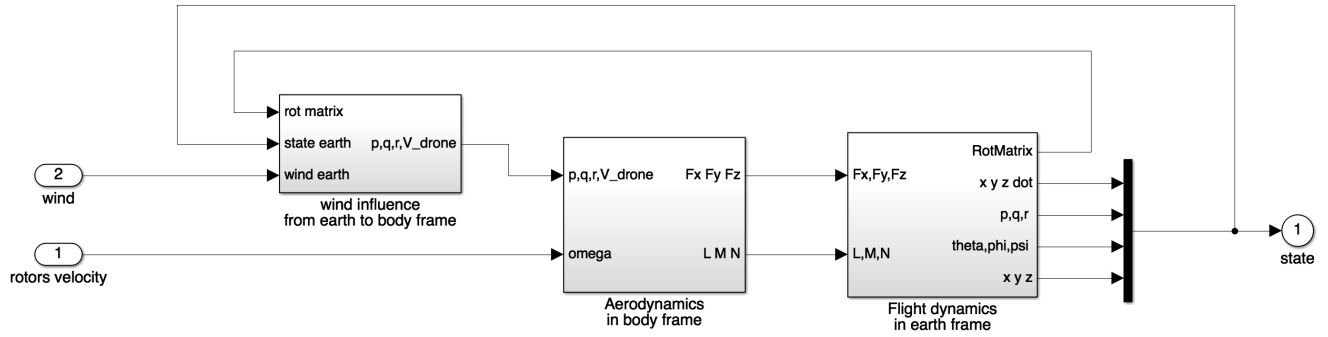 rot matrix
state earth
p,q,r,V_drone
wind earth
wind influence
from earth to body frame
2
wind
1
rotors velocity
p,q,r,V_drone
Fx Fy Fz
omega
L M N
Aerodynamics
in body frame
RotMatrix
Fx,Fy,Fz
x y z dot
p,q,r
theta,phi,psi
L,M,N
x y z
Flight dynamics
in earth frame
1
state